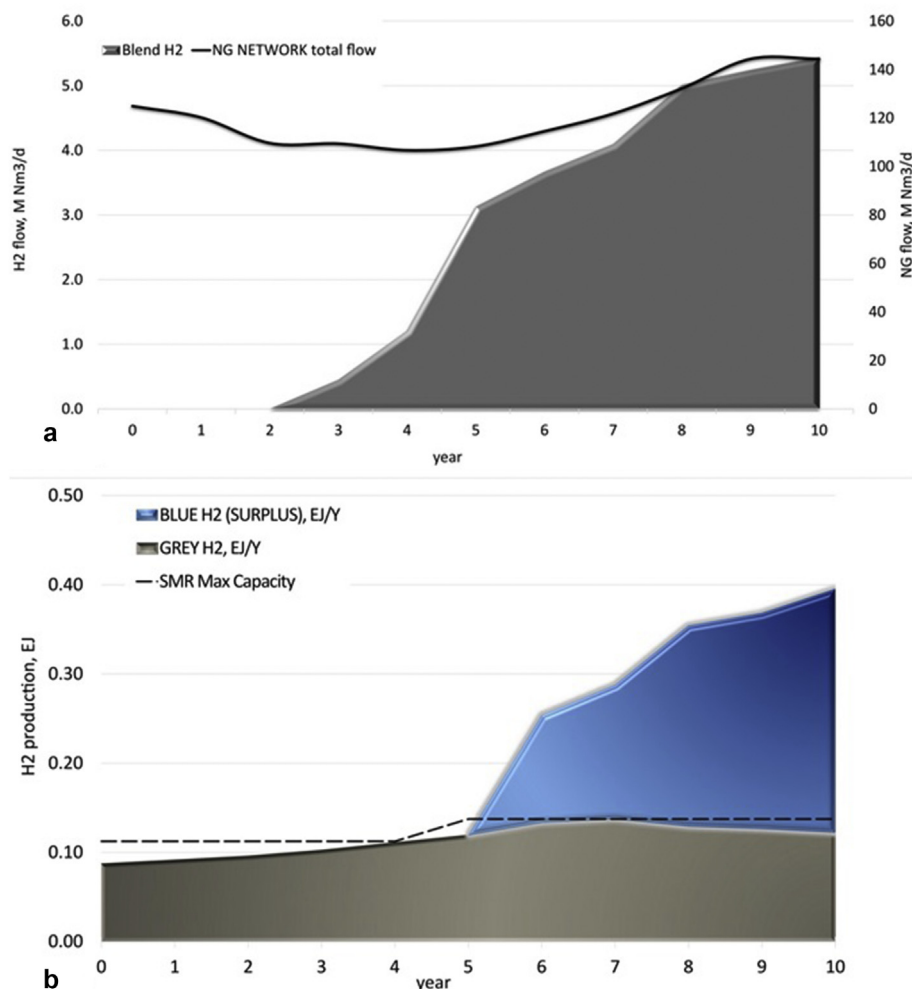 6.0 160
Blend H2 NG NETWORK total flow
5.0 140
120
4.0 100
3.0 80
2.0 60
40
1.0 20
0.0 0
H2 flow, M Nm3/d
NG flow, M Nm3/d
0 1 2 3 4 5 6 7 8 9 10
year
a
0.50
BLUE H2 (SURPLUS), EJ/Y
GREY H2, EJ/Y
SMR Max Capacity
0.40
0.30
0.20
0.10
0.00
H2 production, EJ
0 1 2 3 4 5 6 7 8 9 10
year
b